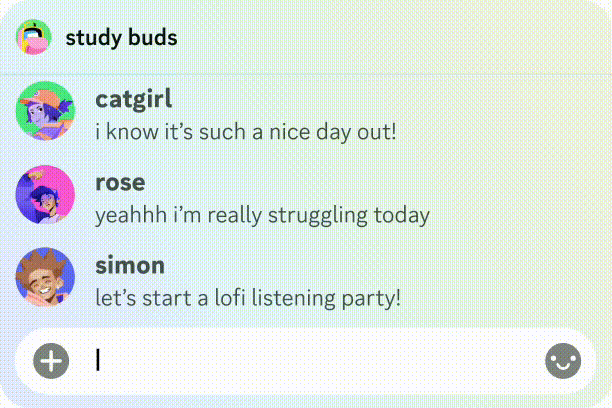 study buds
catgirl
i know it's such a nice day out!
rose
yeahhh i'm really struggling today
simon
let's start a lofi listening party!